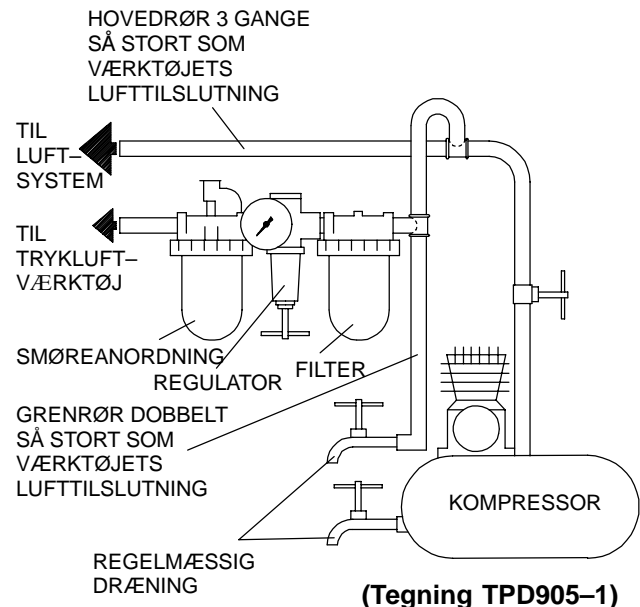 HOVEDRØR 3 GANGE
SÅ STORT SOM
VÆRKTØJETS
LUFTTILSLUTNING
TIL
LUFT–
SYSTEM
TIL
TRYKLUFT–
VÆRKTØJ
SMØREANORDNING
REGULATOR
FILTER
GRENRØR DOBBELT
SÅ STORT SOM
VÆRKTØJETS
LUFTTILSLUTNING
KOMPRESSOR
REGELMÆSSIG
DRÆNING
(Tegning TPD905–1)